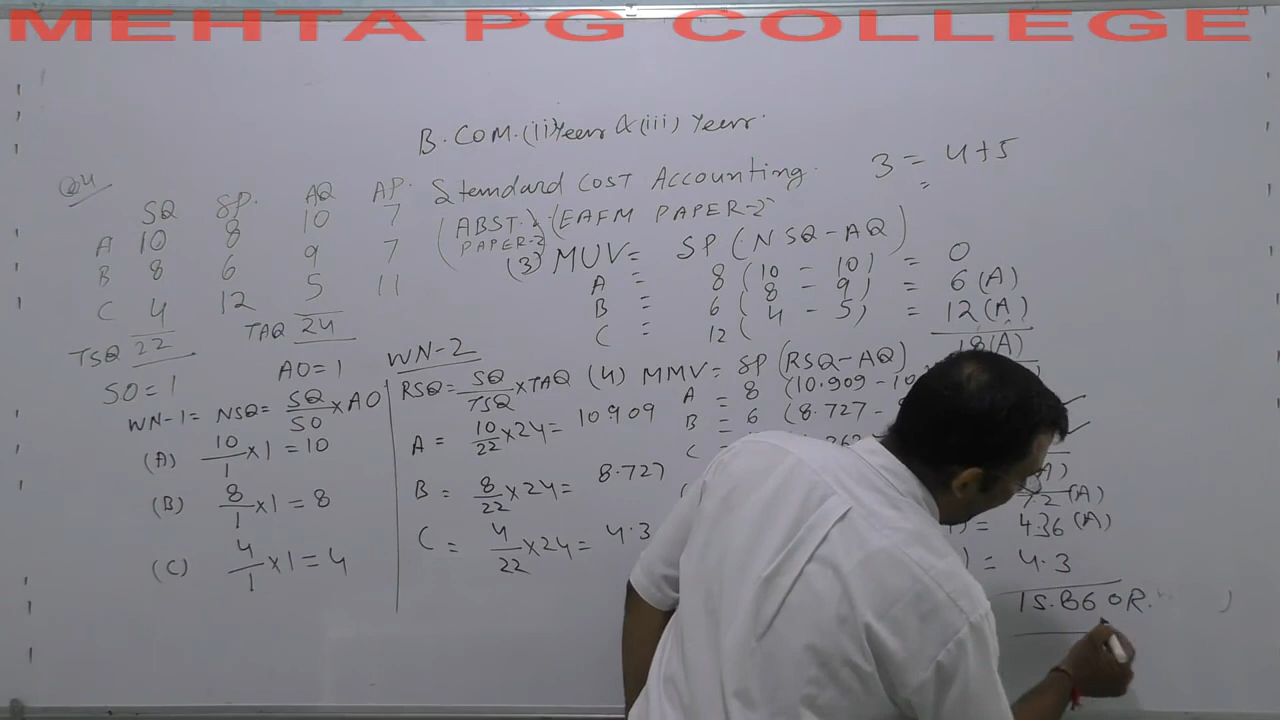 MEHTA PG COLLEGE
B.COM.(ii)Year &(iii) Year.
Standard COST Accounting.
3 = 4+5
(ABST. PAPER-2) (EAFM PAPER-2)
Q.4
SQ SP. AQ AP.
A 10 8 10 7
B 8 6 9 7
C 4 12 5 11
TSQ 22 TAQ 24
SO=1 AO=1
WN-1= NSQ= SQ/SO ×AO
(A) 10/1 ×1 = 10
(B) 8/1 ×1 = 8
(C) 4/1 ×1 = 4
WN-2
RSQ= SQ/TSQ ×TAQ
A = 10/22 ×24= 10.909
B = 8/22 ×24= 8.727
C = 4/22 ×24= 4.3
(3) MUV= SP(NSQ-AQ)
A = 8 (10 - 10) = 0
B = 6 (8 - 9) = 6(A)
C = 12( 4 - 5) = 12(A)
18(A)
(4) MMV= SP(RSQ-AQ)
A = 8 (10.909 - 10
B = 6 (8.727 -
C =
72(A)
= 4.36 (A)
) = 4.3
OR.